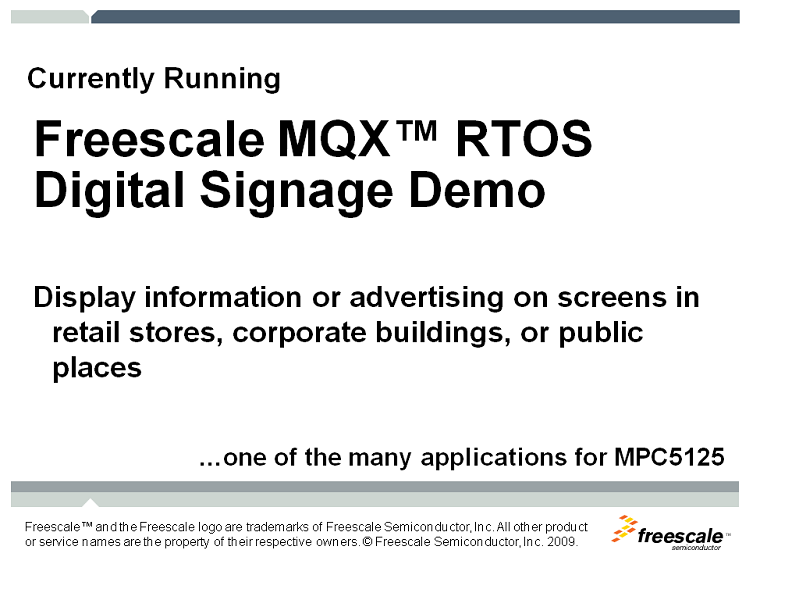 Currently Running
Freescale MQX™ RTOS
Digital Signage Demo
Display information or advertising on screens in
retail stores, corporate buildings, or public
places
...one of the many applications for MPC5125
Freescale™ and the Freescale logo are trademarks of Freescale Semiconductor, Inc. All other product
or service names are the property of their respective owners. © Freescale Semiconductor, Inc. 2009.
freescale™
semiconductor